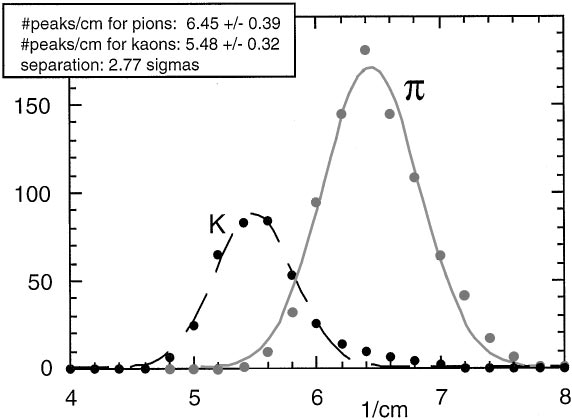 #peaks/cm for pions: 6.45 +/- 0.39
#peaks/cm for kaons: 5.48 +/- 0.32
separation: 2.77 sigmas
150
π
100
K
50
0
4 5 6 7 8
1/cm